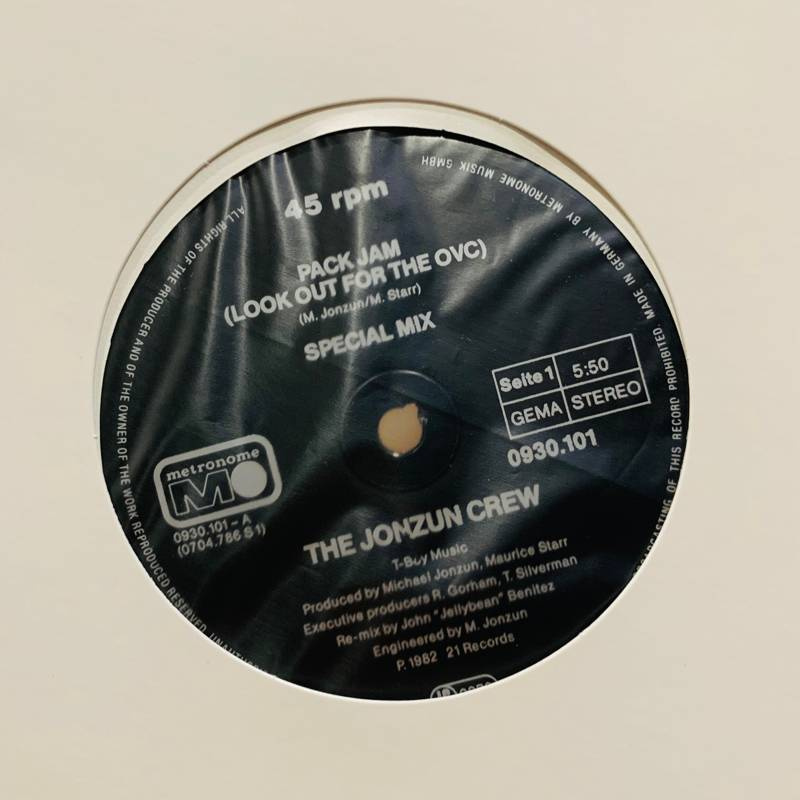 45 rpm
PACK JAM
(LOOK OUT FOR THE OVC)
(M. Jonzun/M. Starr)
SPECIAL MIX
Seite 1 5:50
GEMA STEREO
0930.101
metronome
M
0930.101 – A
(0704.786 S 1)
THE JONZUN CREW
T-Boy Music
Produced by Michael Jonzun, Maurice Starr
Executive producers R. Gorham, T. Silverman
Re-mix by John "Jellybean" Benitez
Engineered by M. Jonzun
P. 1982 21 Records
ALL RIGHTS OF THE PRODUCER AND OF THE OWNER OF THE WORK REPRODUCED RESERVED
OF THIS RECORD PROHIBITED MADE IN GERMANY BY METRONOME MUSIK GMBH